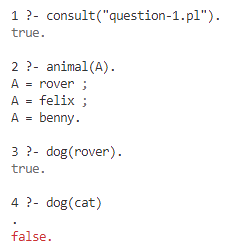 1 ?- consult("question-1.pl").
true.
2 ?- animal(A).
A = rover ;
A = felix ;
A = benny.
3 ?- dog(rover).
true.
4 ?- dog(cat)
.
false.